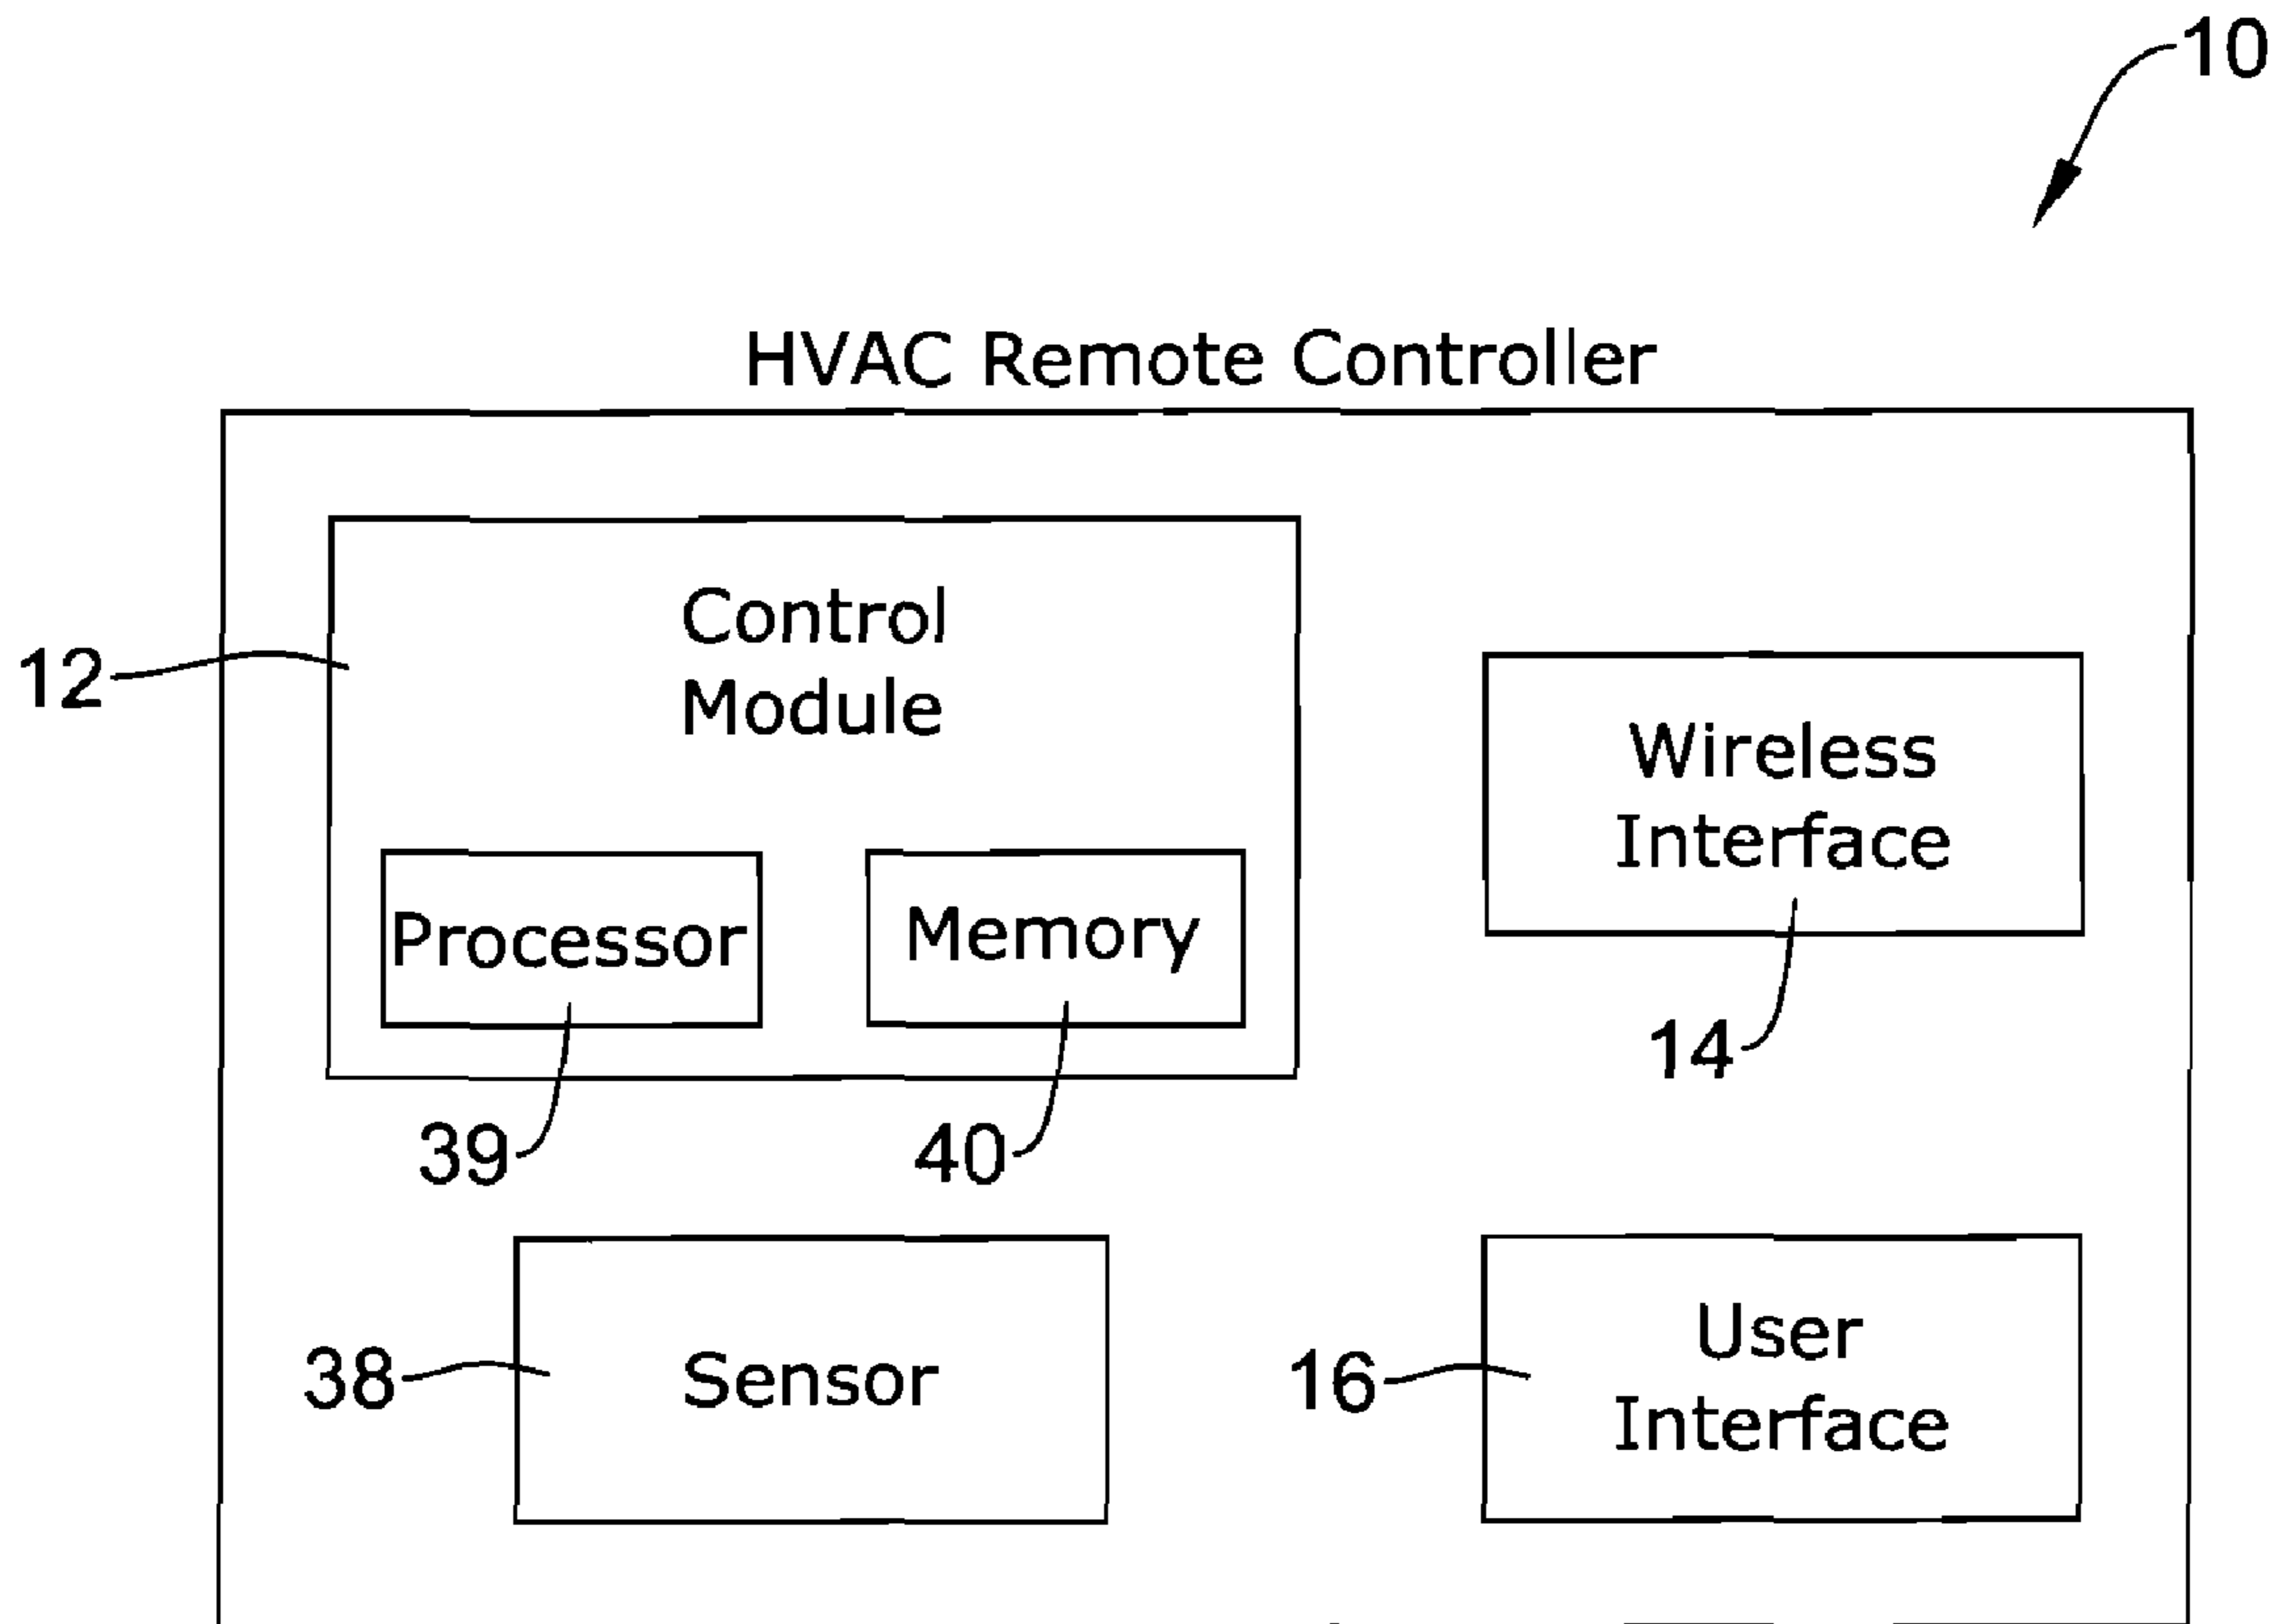 10
HVAC Remote Controller
Control
Module
12
Wireless
Interface
Processor
Memory
14
39
40
User
38
Sensor
16
Interface